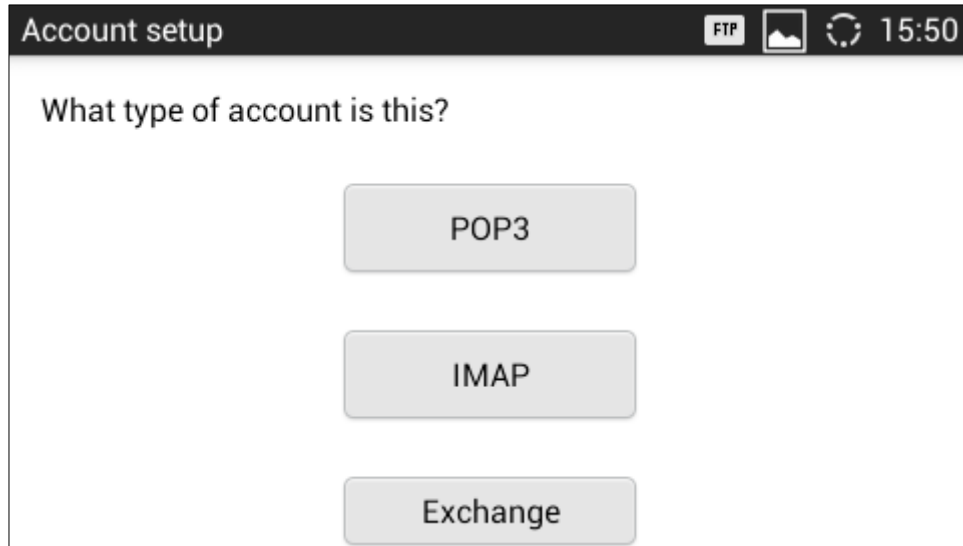 Account setup FTP 15:50
What type of account is this?
POP3
IMAP
Exchange